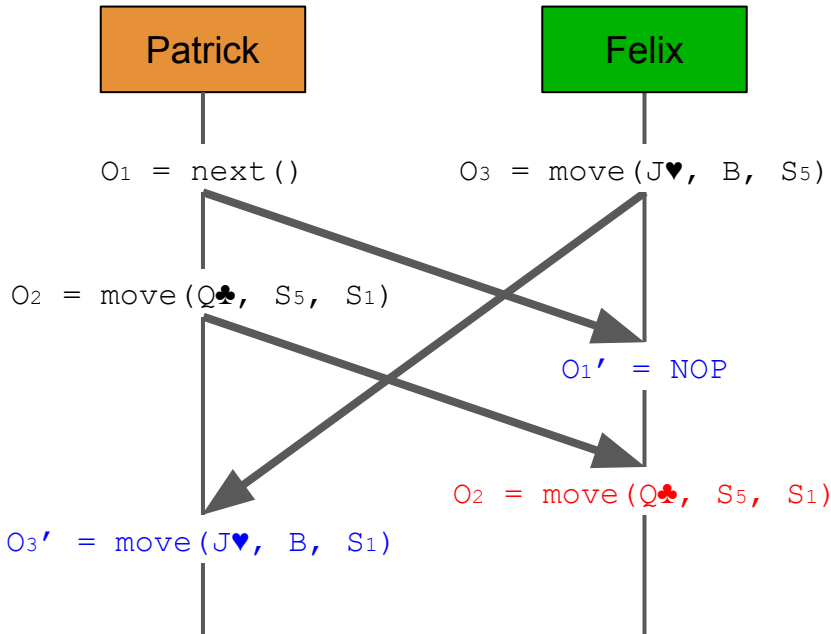 Patrick
Felix
O1 = next()
O3 = move(J♥, B, S5)
O2 = move(Q♣, S5, S1)
O1′ = NOP
O2 = move(Q♣, S5, S1)
O3′ = move(J♥, B, S1)